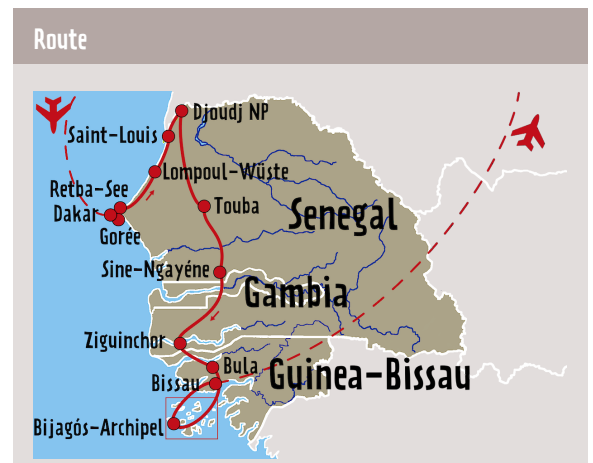 Route
Djoudj NP
Saint-Louis
Lompoul-Wüste
Retba-See
Touba
Dakar
Senegal
Gorée
Sine-Ngayéne
Gambia
Ziguinchor
Bula
Guinea-Bissau
Bissau
Bijagós-Archipel